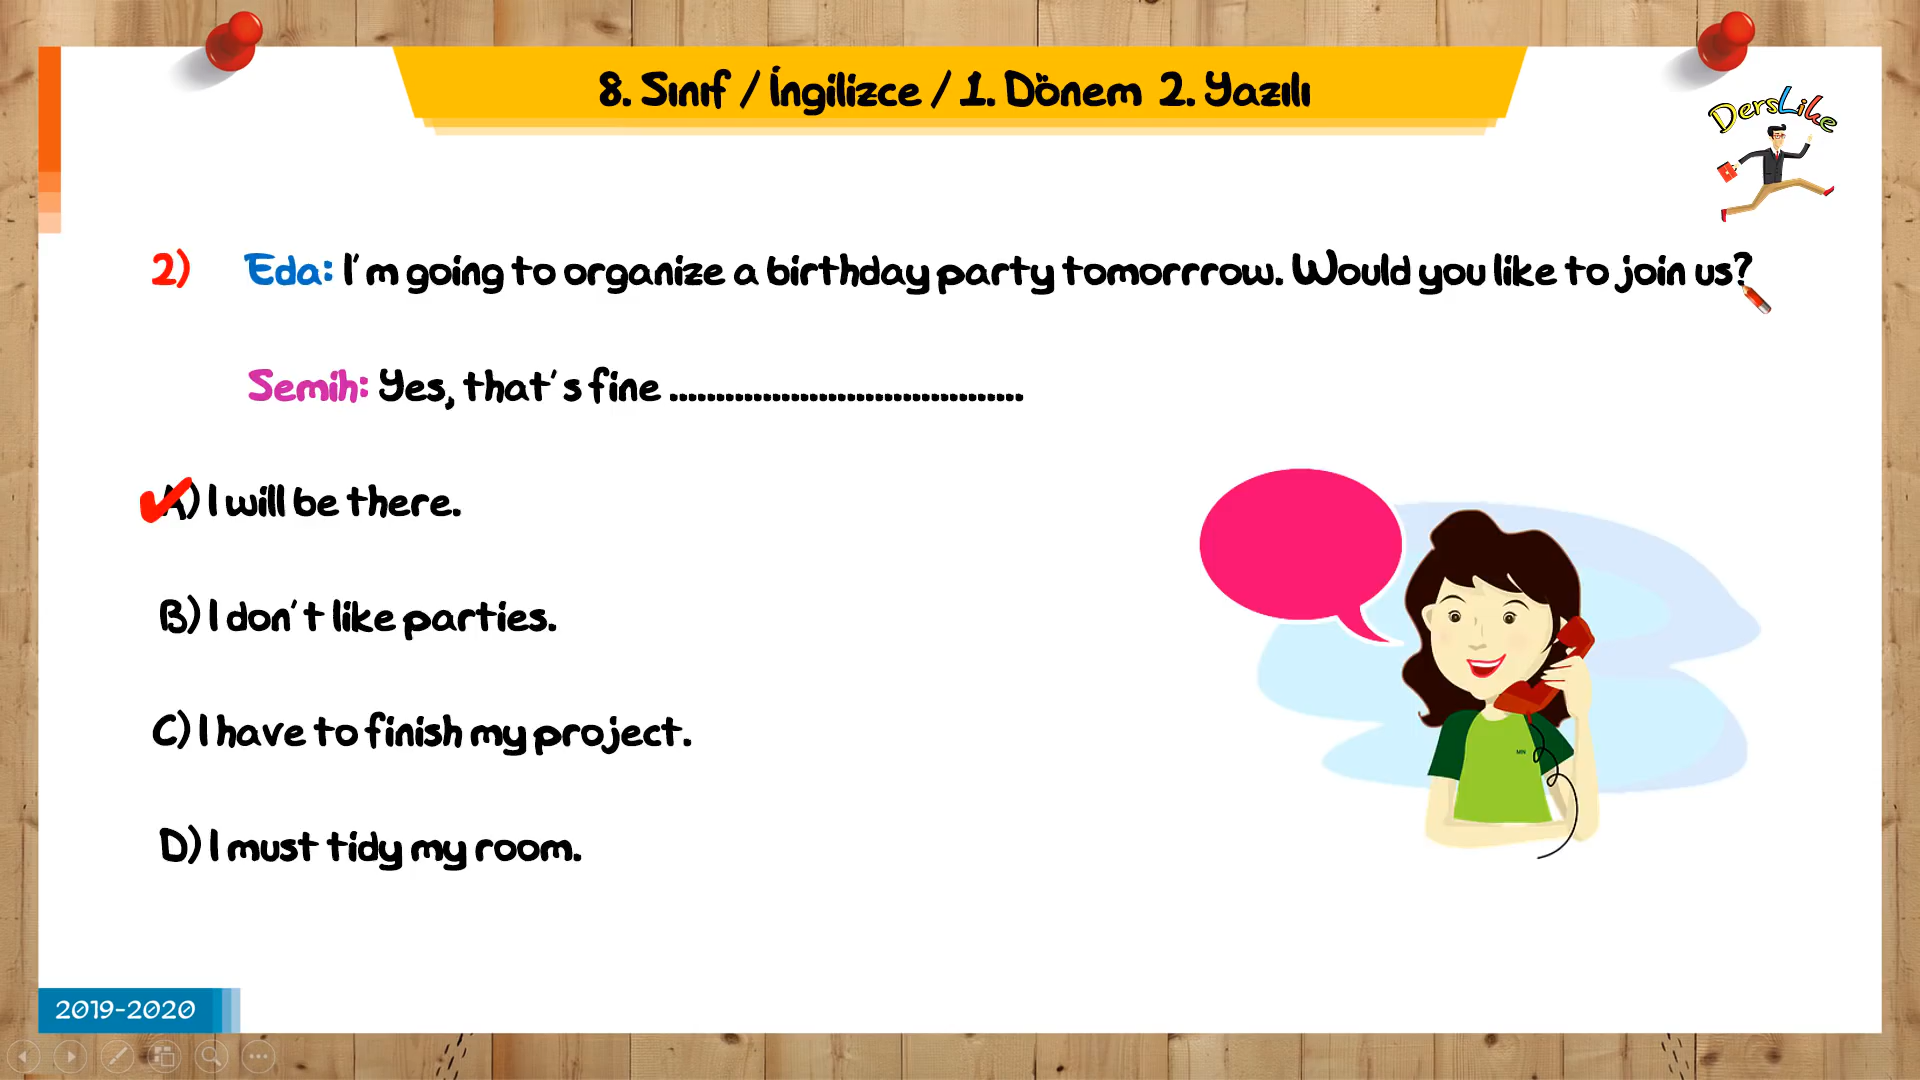 8. Sınıf / İngilizce / 1. Dönem 2. Yazılı
DersLike
2) Eda: I'm going to organize a birthday party tomorrrow. Would you like to join us?
Semih: Yes, that's fine ......................................
A) I will be there.
B) I don't like parties.
C) I have to finish my project.
D) I must tidy my room.
MN
2019-2020